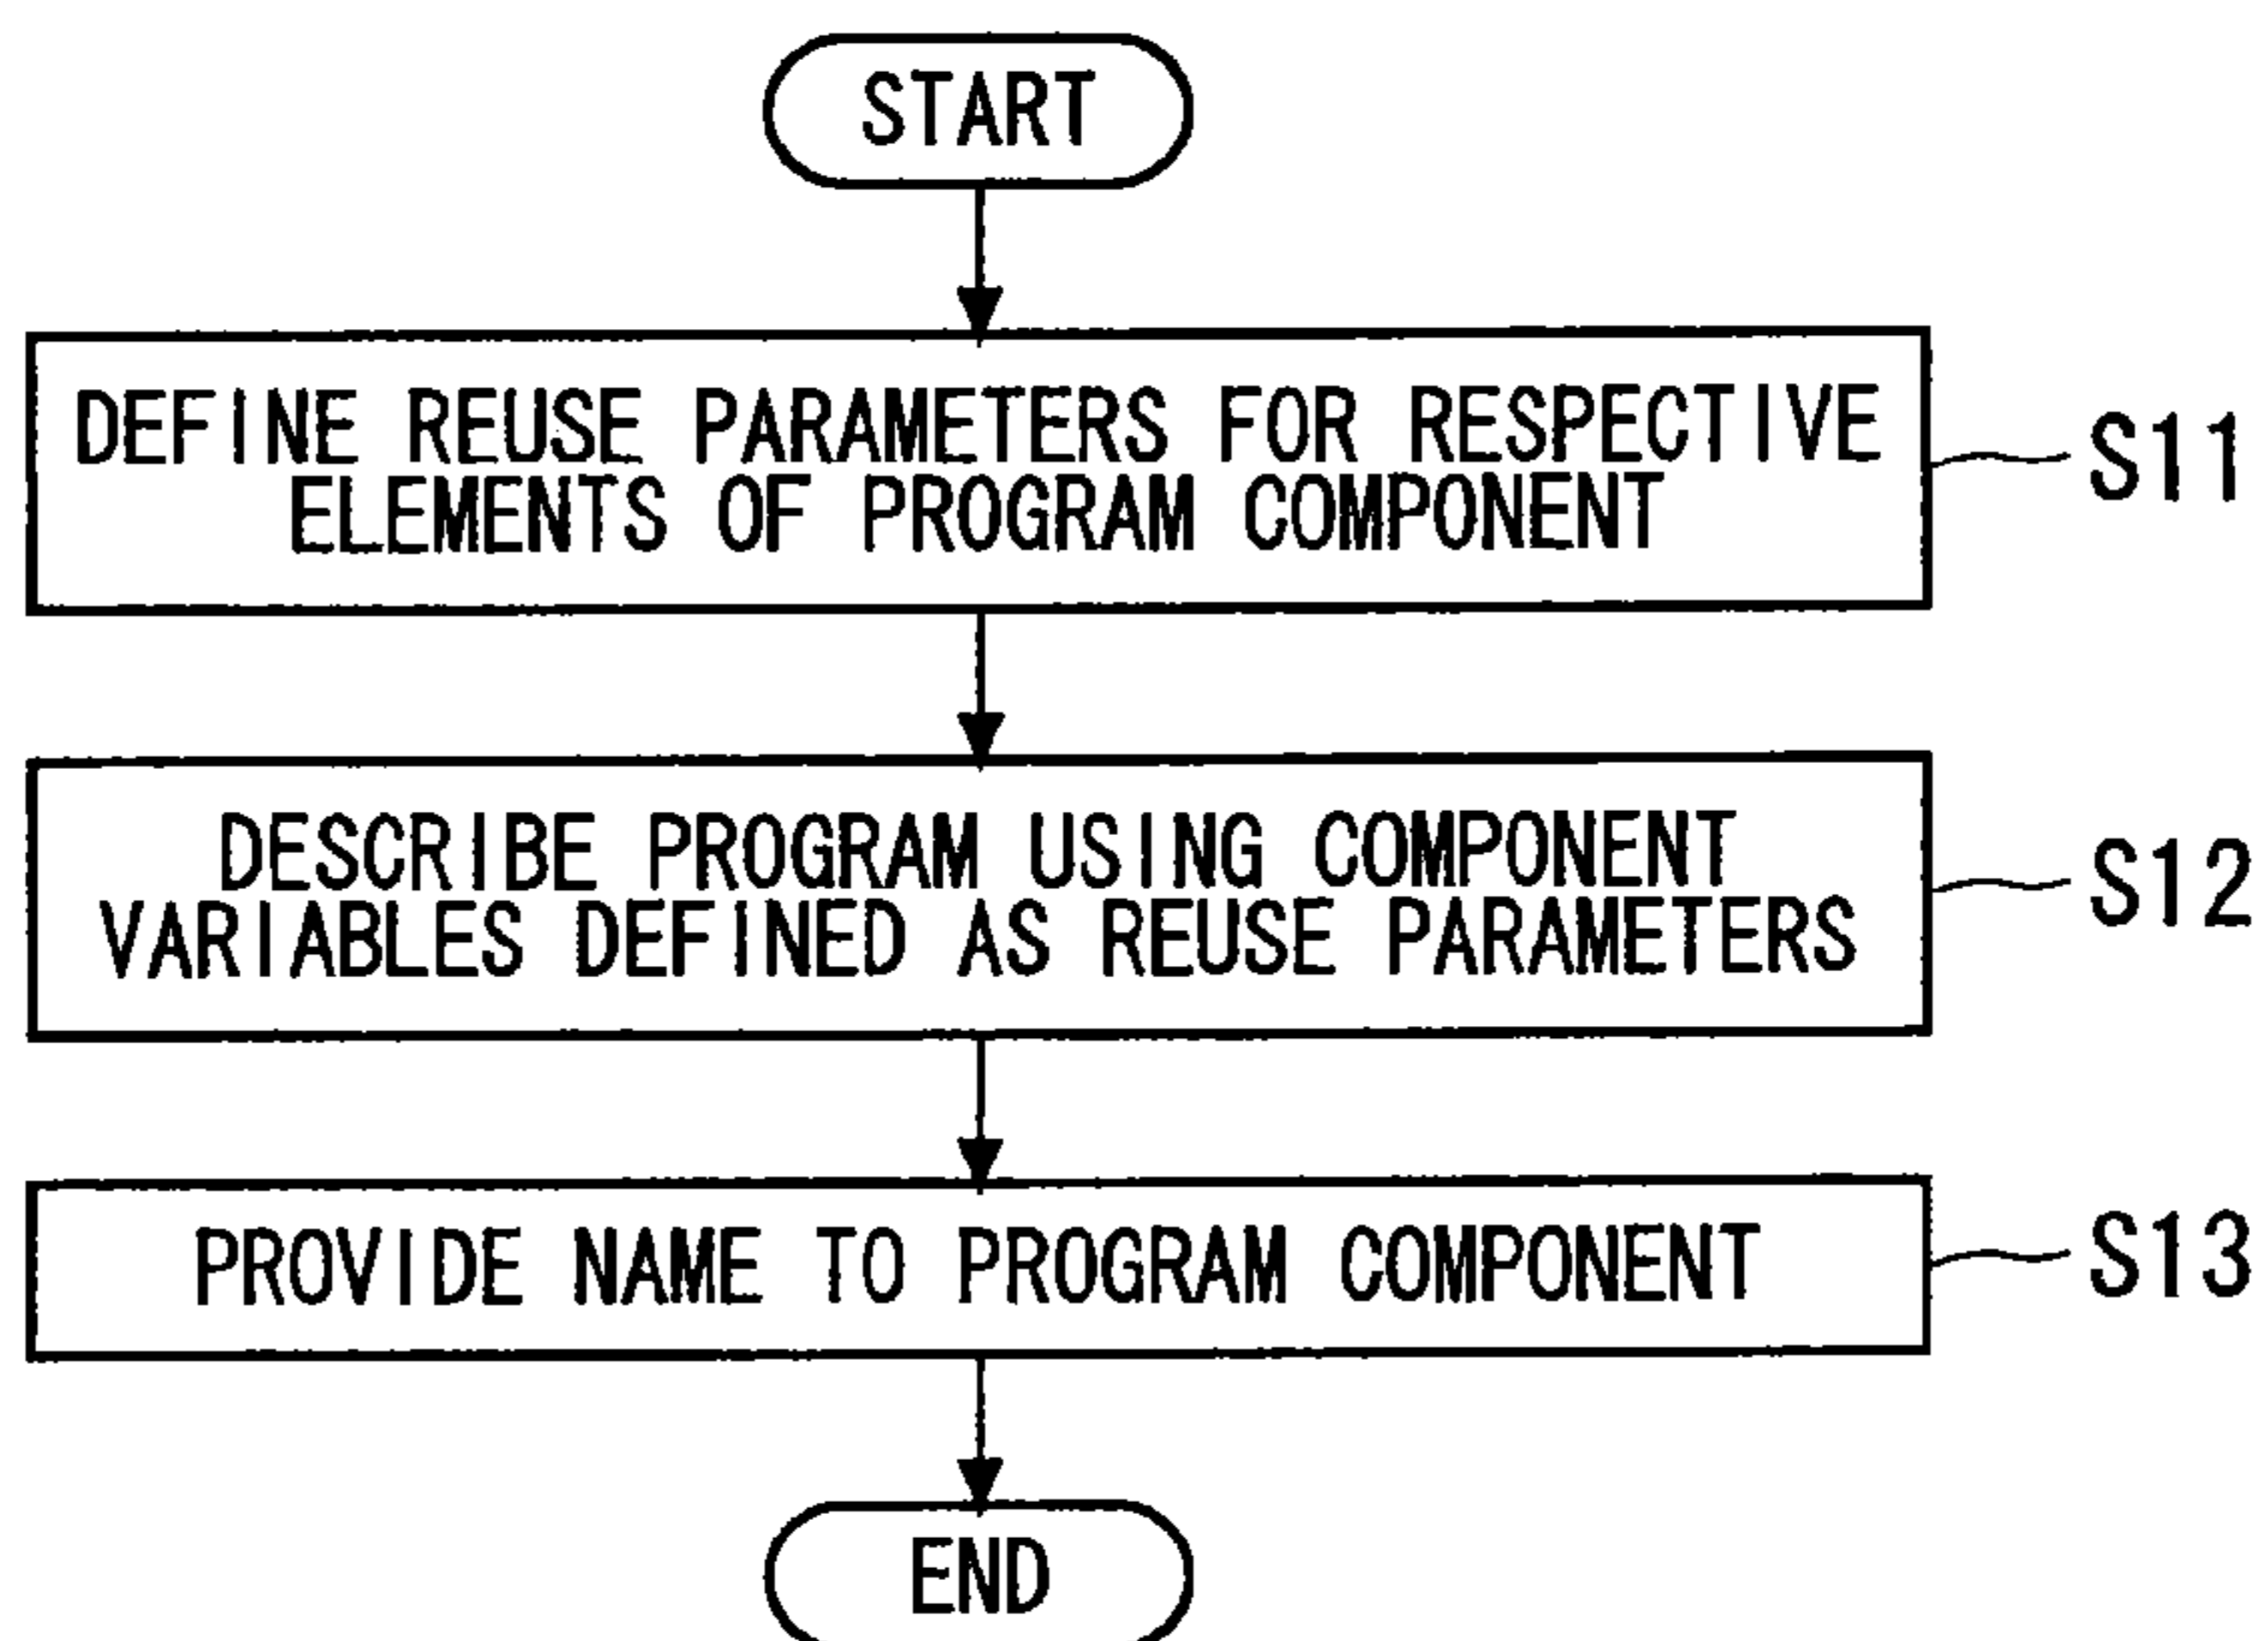 START
DEFINE REUSE PARAMETERS FOR RESPECTIVE
ELEMENTS OF PROGRAM COMPONENT
S11
DESCRIBE PROGRAM USING COMPONENT
VARIABLES DEFINED AS REUSE PARAMETERS
S12
PROVIDE NAME TO PROGRAM COMPONENT
S13
END